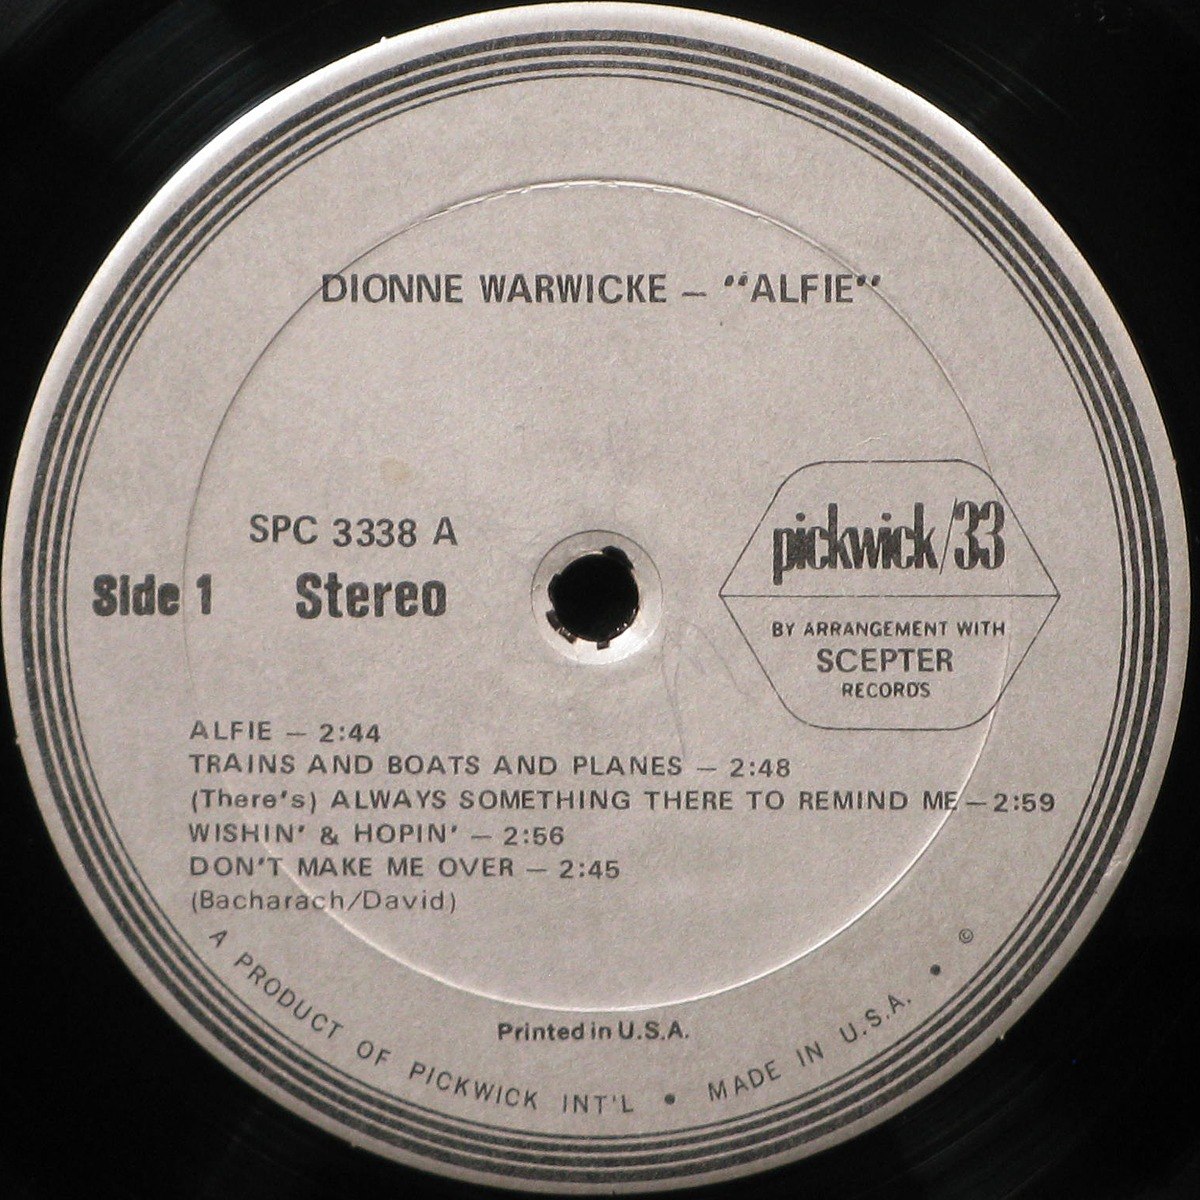 DIONNE WARWICKE – "ALFIE"
SPC 3338 A
Side 1 Stereo
pickwick/33
BY ARRANGEMENT WITH
SCEPTER
RECORDS
ALFIE – 2:44
TRAINS AND BOATS AND PLANES – 2:48
(There's) ALWAYS SOMETHING THERE TO REMIND ME – 2:59
WISHIN' & HOPIN' – 2:56
DON'T MAKE ME OVER – 2:45
(Bacharach/David)
Printed in U.S.A.
A PRODUCT OF PICKWICK INT'L • MADE IN U.S.A. • ©